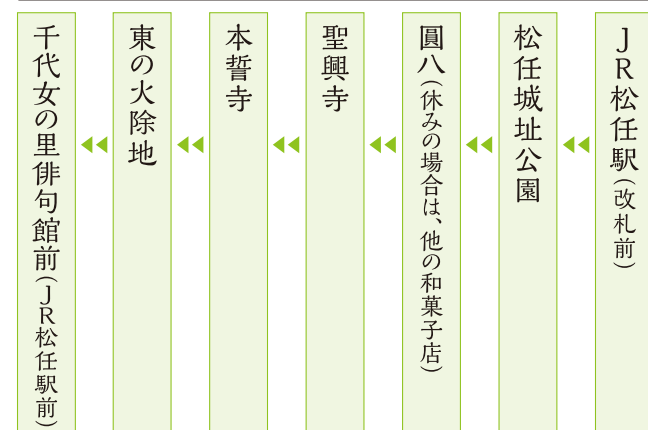 JR松任駅(改札前)
松任城址公園
圓八(休みの場合は、他の和菓子店)
聖興寺
本誓寺
東の火除地
千代女の里俳句館前(JR松任駅前)